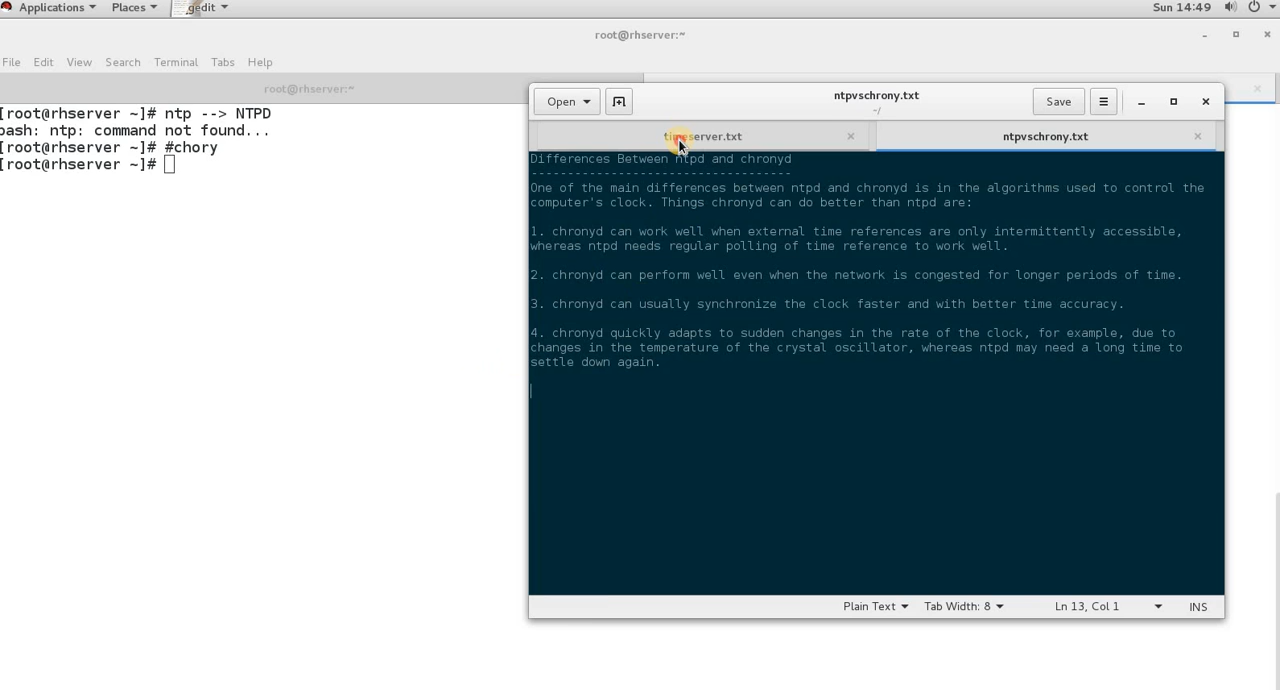 Applications Places gedit Sun 14:49
root@rhserver:~
File Edit View Search Terminal Tabs Help
root@rhserver:~
[root@rhserver ~]# ntp --> NTPD
bash: ntp: command not found...
[root@rhserver ~]# #chory
[root@rhserver ~]#
Open ntpvschrony.txt Save
~/
timeserver.txt ntpvschrony.txt
Differences Between ntpd and chronyd
------------------------------------
One of the main differences between ntpd and chronyd is in the algorithms used to control the
computer's clock. Things chronyd can do better than ntpd are:
1. chronyd can work well when external time references are only intermittently accessible,
whereas ntpd needs regular polling of time reference to work well.
2. chronyd can perform well even when the network is congested for longer periods of time.
3. chronyd can usually synchronize the clock faster and with better time accuracy.
4. chronyd quickly adapts to sudden changes in the rate of the clock, for example, due to
changes in the temperature of the crystal oscillator, whereas ntpd may need a long time to
settle down again.
Plain Text Tab Width: 8 Ln 13, Col 1 INS